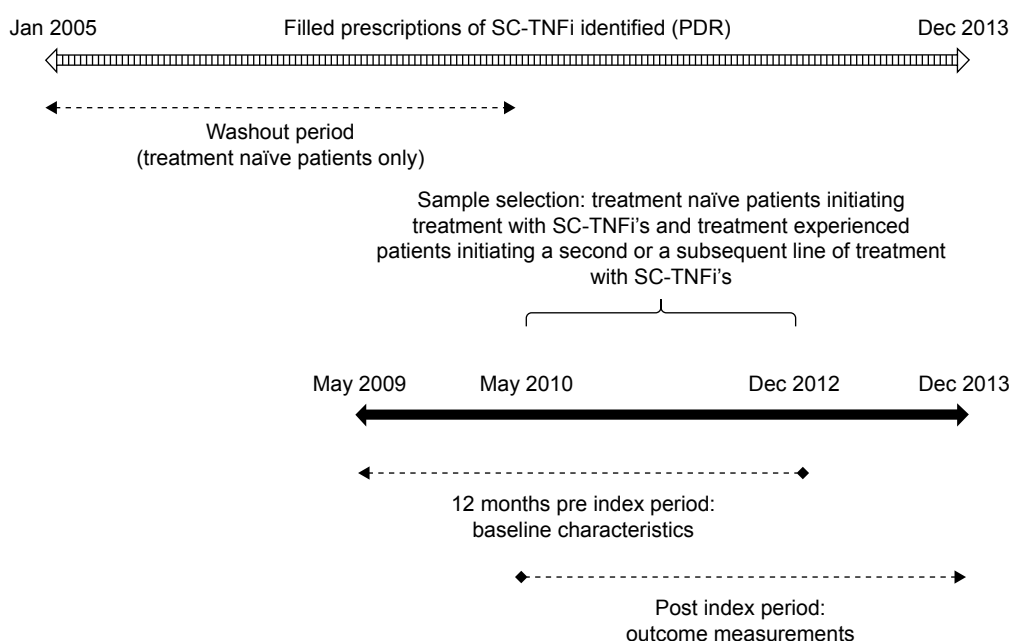 Jan 2005 Filled prescriptions of SC-TNFi identified (PDR) Dec 2013
Washout period
(treatment naïve patients only)
Sample selection: treatment naïve patients initiating
treatment with SC-TNFi's and treatment experienced
patients initiating a second or a subsequent line of treatment
with SC-TNFi's
May 2009 May 2010 Dec 2012 Dec 2013
12 months pre index period:
baseline characteristics
Post index period:
outcome measurements